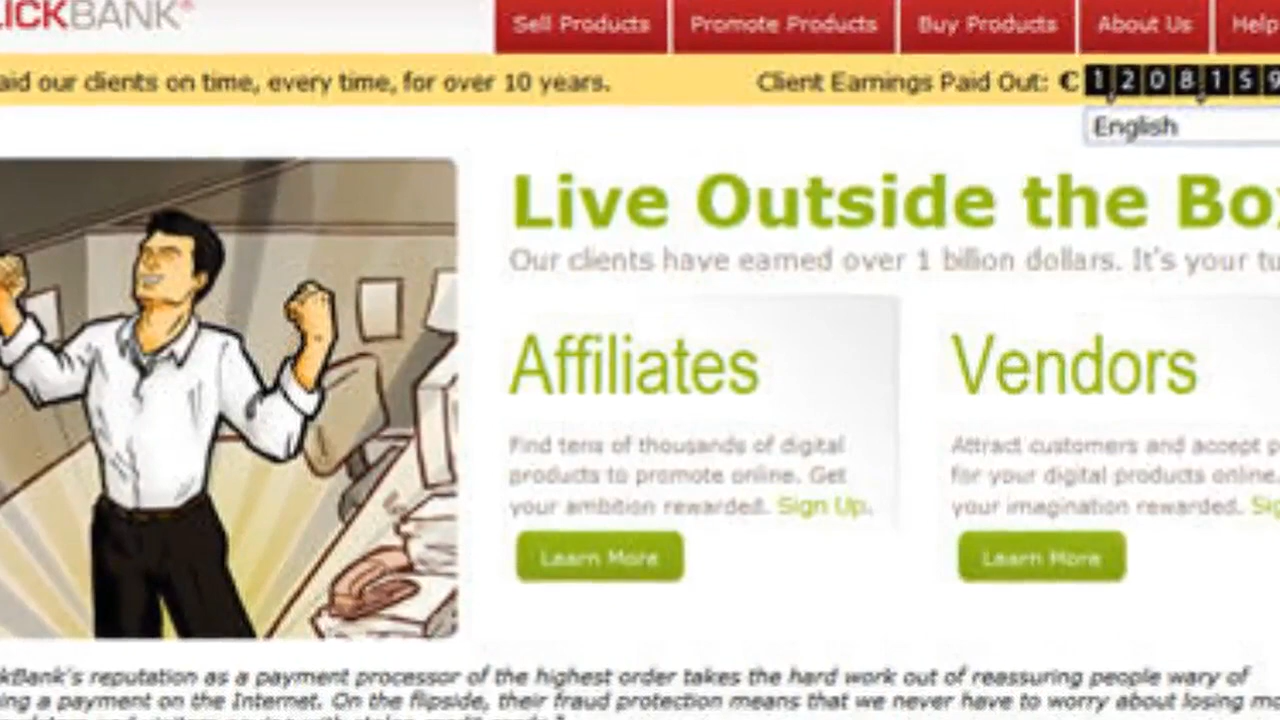 LICKBANK®
Sell Products
Promote Products
Buy Products
About Us
Help
aid our clients on time, every time, for over 10 years.
Client Earnings Paid Out: € 1,208,159
English
Live Outside the Bo
Our clients have earned over 1 billion dollars. It's your tu
Affiliates
Find tens of thousands of digital
products to promote online. Get
your ambition rewarded. Sign Up.
Learn More
Vendors
Attract customers and accept p
for your digital products online.
your imagination rewarded. Sig
Learn More
kBank's reputation as a payment processor of the highest order takes the hard work out of reassuring people wary of
ing a payment on the Internet. On the flipside, their fraud protection means that we never have to worry about losing m